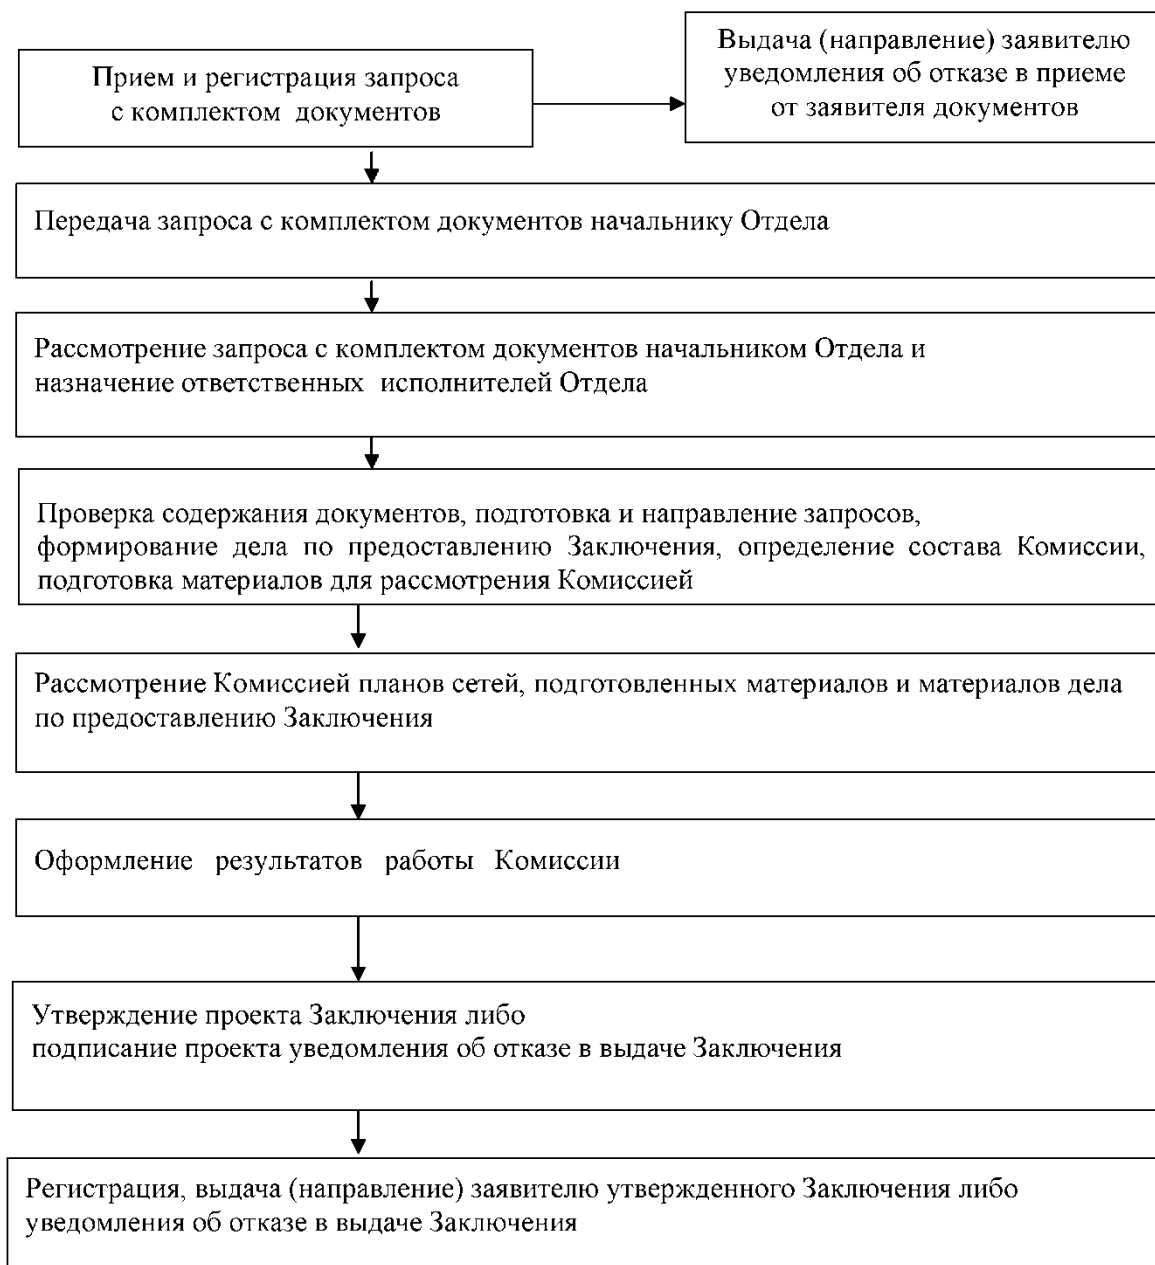 Прием и регистрация запроса
с комплектом документов
Выдача (направление) заявителю
уведомления об отказе в приеме
от заявителя документов
Передача запроса с комплектом документов начальнику Отдела
Рассмотрение запроса с комплектом документов начальником Отдела и
назначение ответственных исполнителей Отдела
Проверка содержания документов, подготовка и направление запросов,
формирование дела по предоставлению Заключения, определение состава Комиссии,
подготовка материалов для рассмотрения Комиссией
Рассмотрение Комиссией планов сетей, подготовленных материалов и материалов дела
по предоставлению Заключения
Оформление результатов работы Комиссии
Утверждение проекта Заключения либо
подписание проекта уведомления об отказе в выдаче Заключения
Регистрация, выдача (направление) заявителю утвержденного Заключения либо
уведомления об отказе в выдаче Заключения